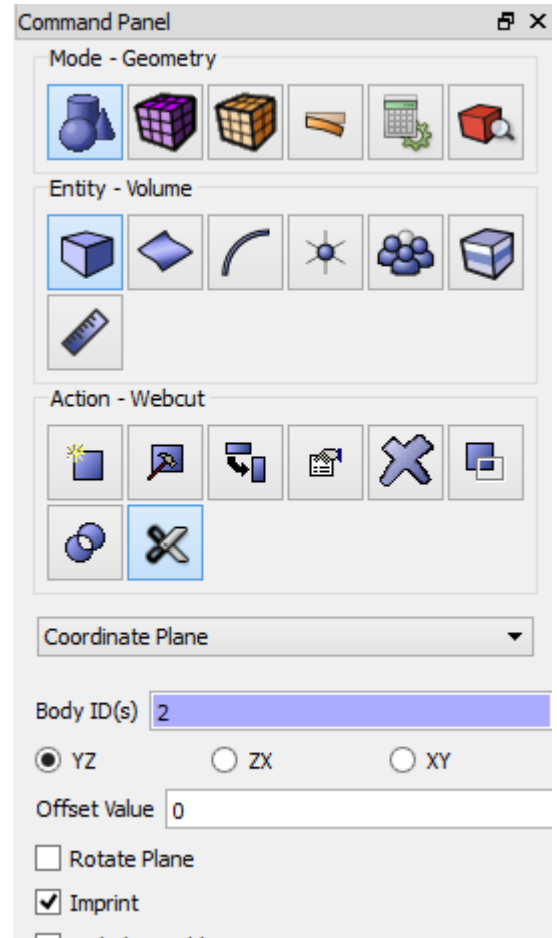 Command Panel
Mode - Geometry
Entity - Volume
Action - Webcut
Coordinate Plane
Body ID(s) 2
YZ ZX XY
Offset Value 0
Rotate Plane
Imprint